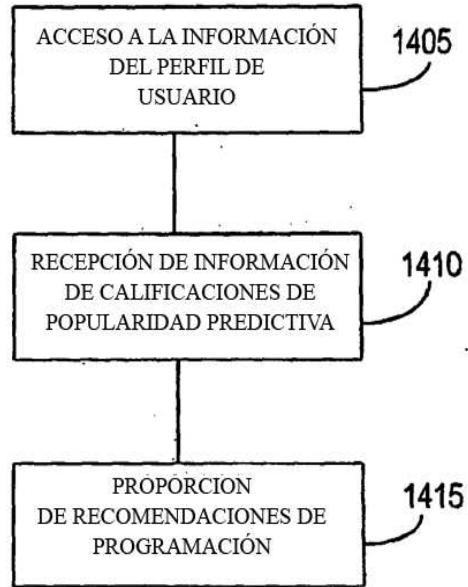 ACCESO A LA INFORMACIÓN
DEL PERFIL DE
USUARIO
1405
RECEPCIÓN DE INFORMACIÓN
DE CALIFICACIONES DE
POPULARIDAD PREDICTIVA
1410
PROPORCION
DE RECOMENDACIONES DE
PROGRAMACIÓN
1415